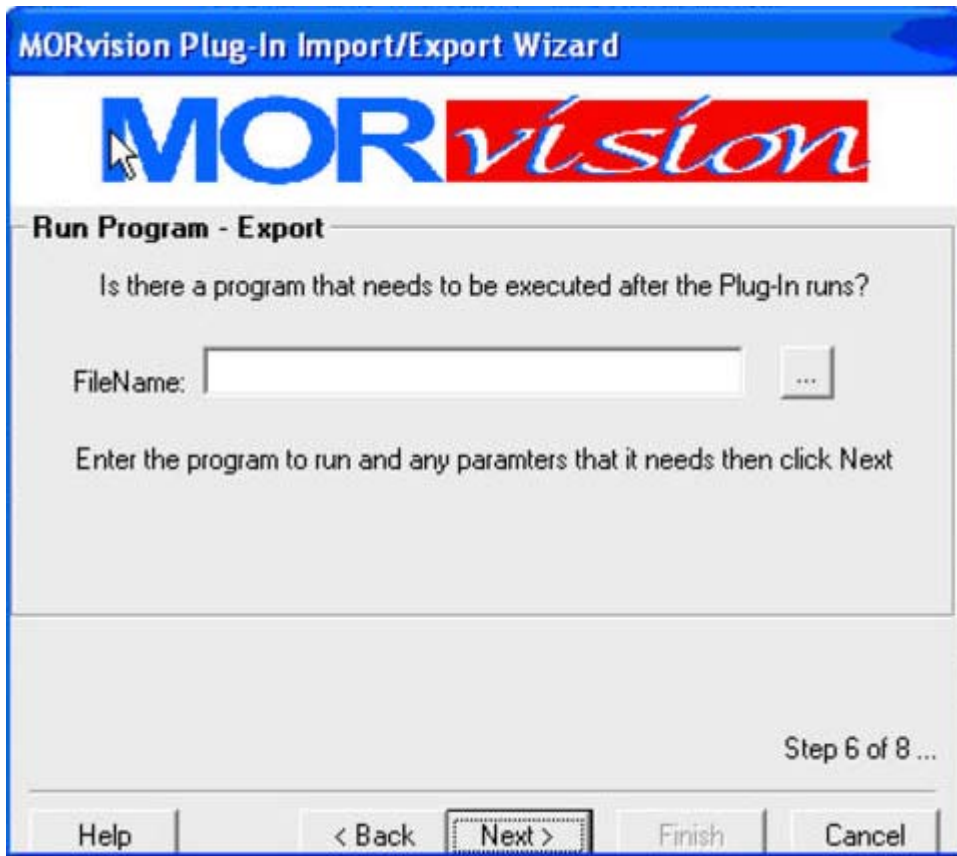 MORvision Plug-In Import/Export Wizard
MOR vision
Run Program - Export
Is there a program that needs to be executed after the Plug-In runs?
FileName:
...
Enter the program to run and any paramters that it needs then click Next
Step 6 of 8 ...
Help < Back Next > Finish Cancel